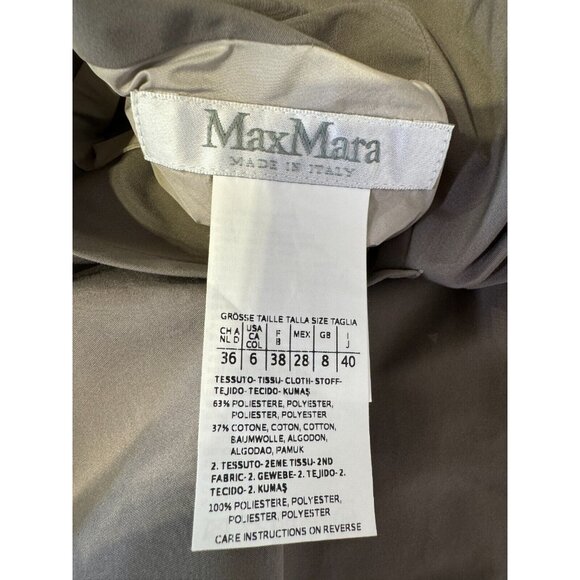 MaxMara
MADE IN ITALY
GRÖSSE TAILLE TALLA SIZE TAGLIA
CH A NL D USA CA COL F B MEX GB I J
36 6 38 28 8 40
TESSUTO-TISSU-CLOTH-STOFF-
TEJIDO-TECIDO-KUMAŞ
63% POLIESTERE, POLYESTER,
POLIESTER, POLYESTER
37% COTONE, COTON, COTTON,
BAUMWOLLE, ALGODON,
ALGODAO, PAMUK
2. TESSUTO-2EME TISSU-2ND
FABRIC-2. GEWEBE-2. TEJIDO-2.
TECIDO-2. KUMAŞ
100% POLIESTERE, POLYESTER,
POLIESTER, POLYESTER
CARE INSTRUCTIONS ON REVERSE